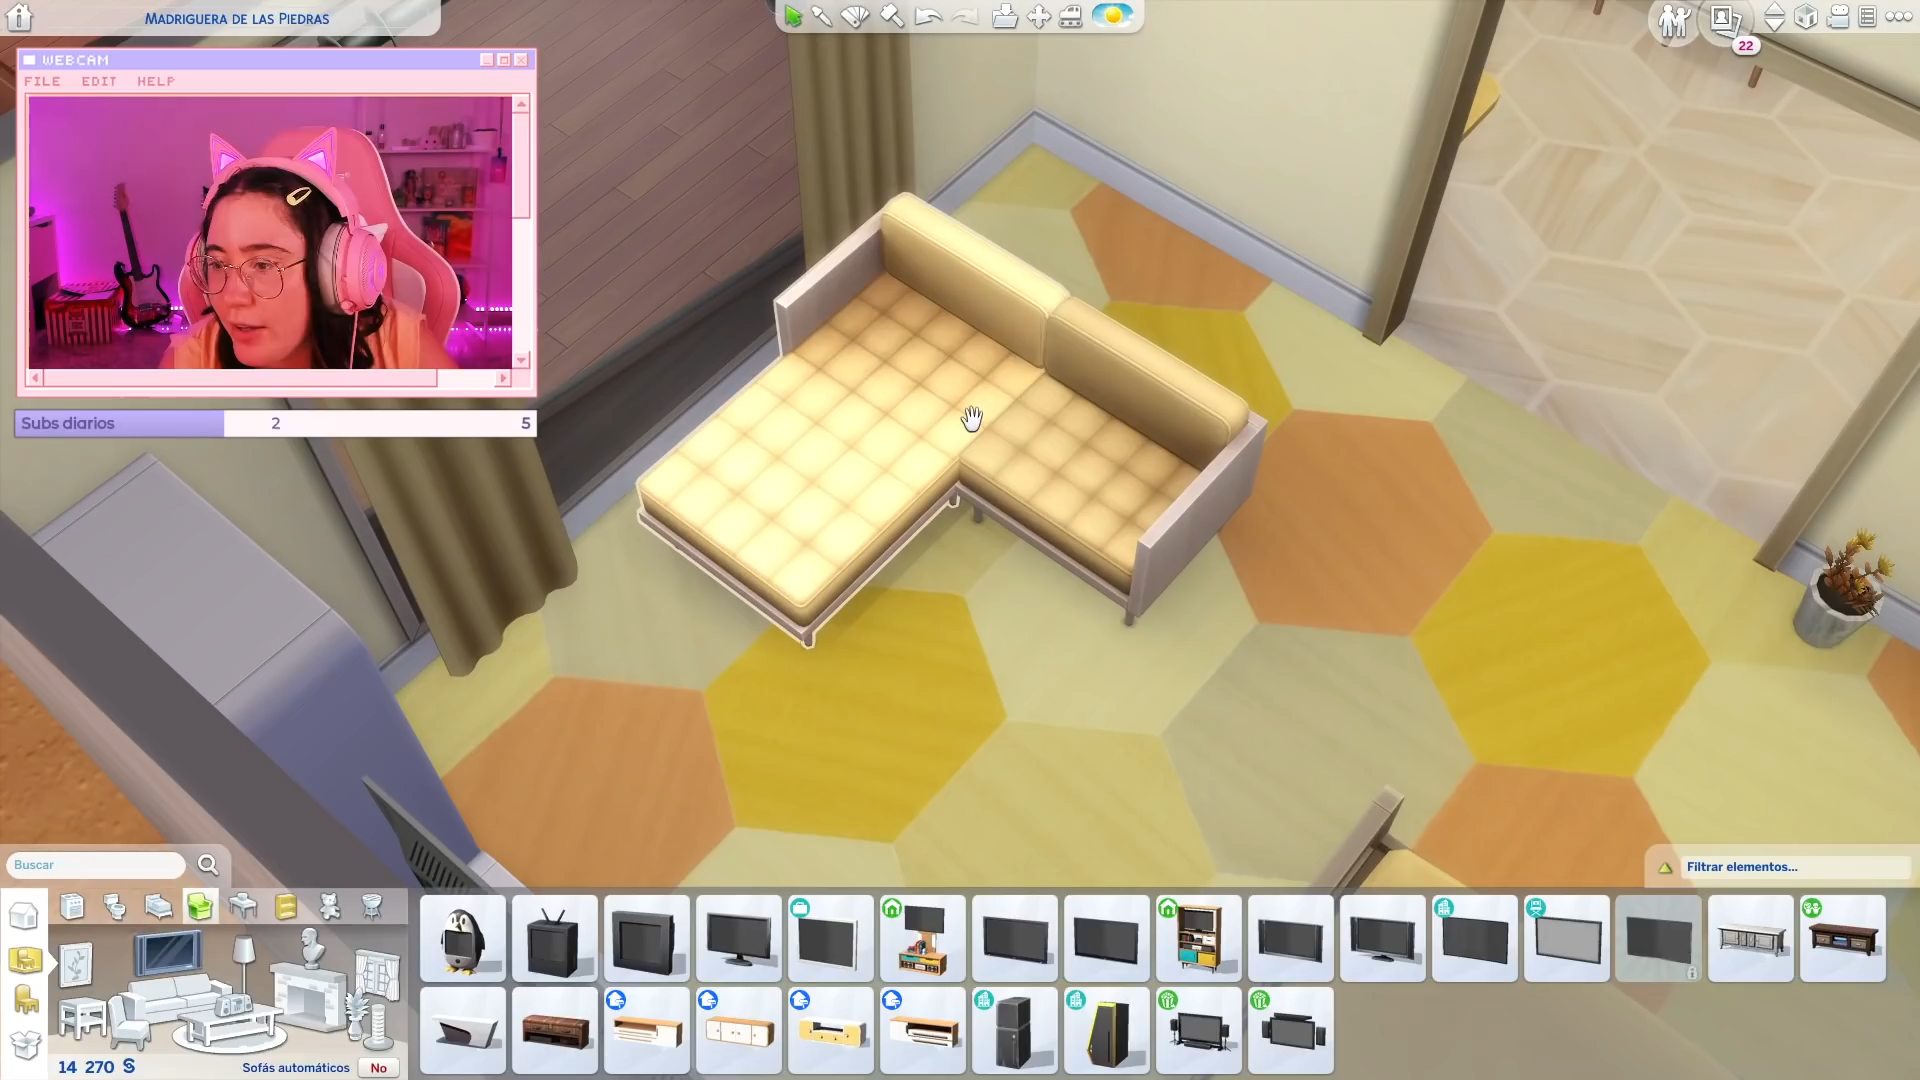 Madriguera de las Piedras
WEBCAM
FILE EDIT HELP
22
Subs diarios 2 5
Buscar
Filtrar elementos...
14 270 S
Sofás automáticos No